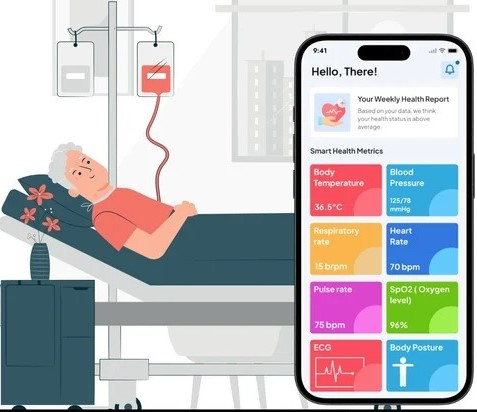 9:41
Hello, There!
Your Weekly Health Report
Based on your data, we think
your health status is above
average.
Smart Health Metrics
Body
Temperature
36.5°C
Blood
Pressure
125/78
mmHg
Respiratory
rate
15 brpm
Heart
Rate
70 bpm
Pulse rate
75 bpm
SpO2 ( Oxygen
level)
96%
ECG
Body Posture